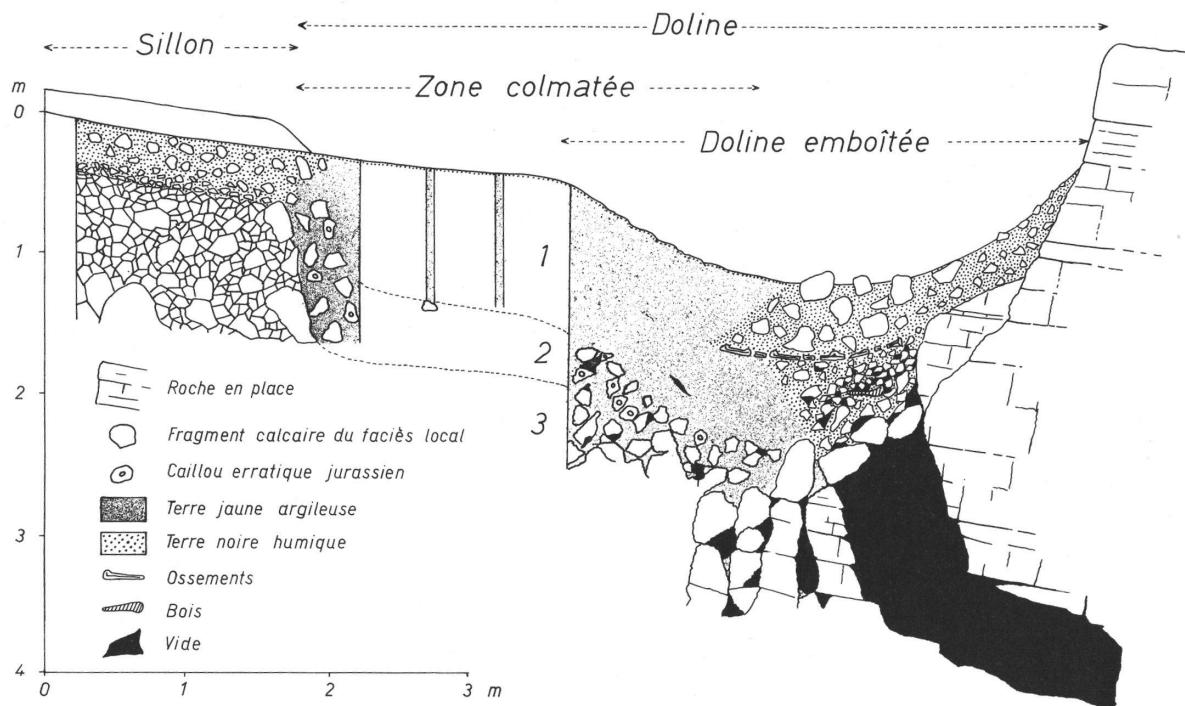 Doline
Sillon
Zone colmatée
Doline emboîtée
m
0
1
2
3
4
1
2
3
Roche en place
Fragment calcaire du faciès local
Caillou erratique jurassien
Terre jaune argileuse
Terre noire humique
Ossements
Bois
Vide
0
1
2
3 m